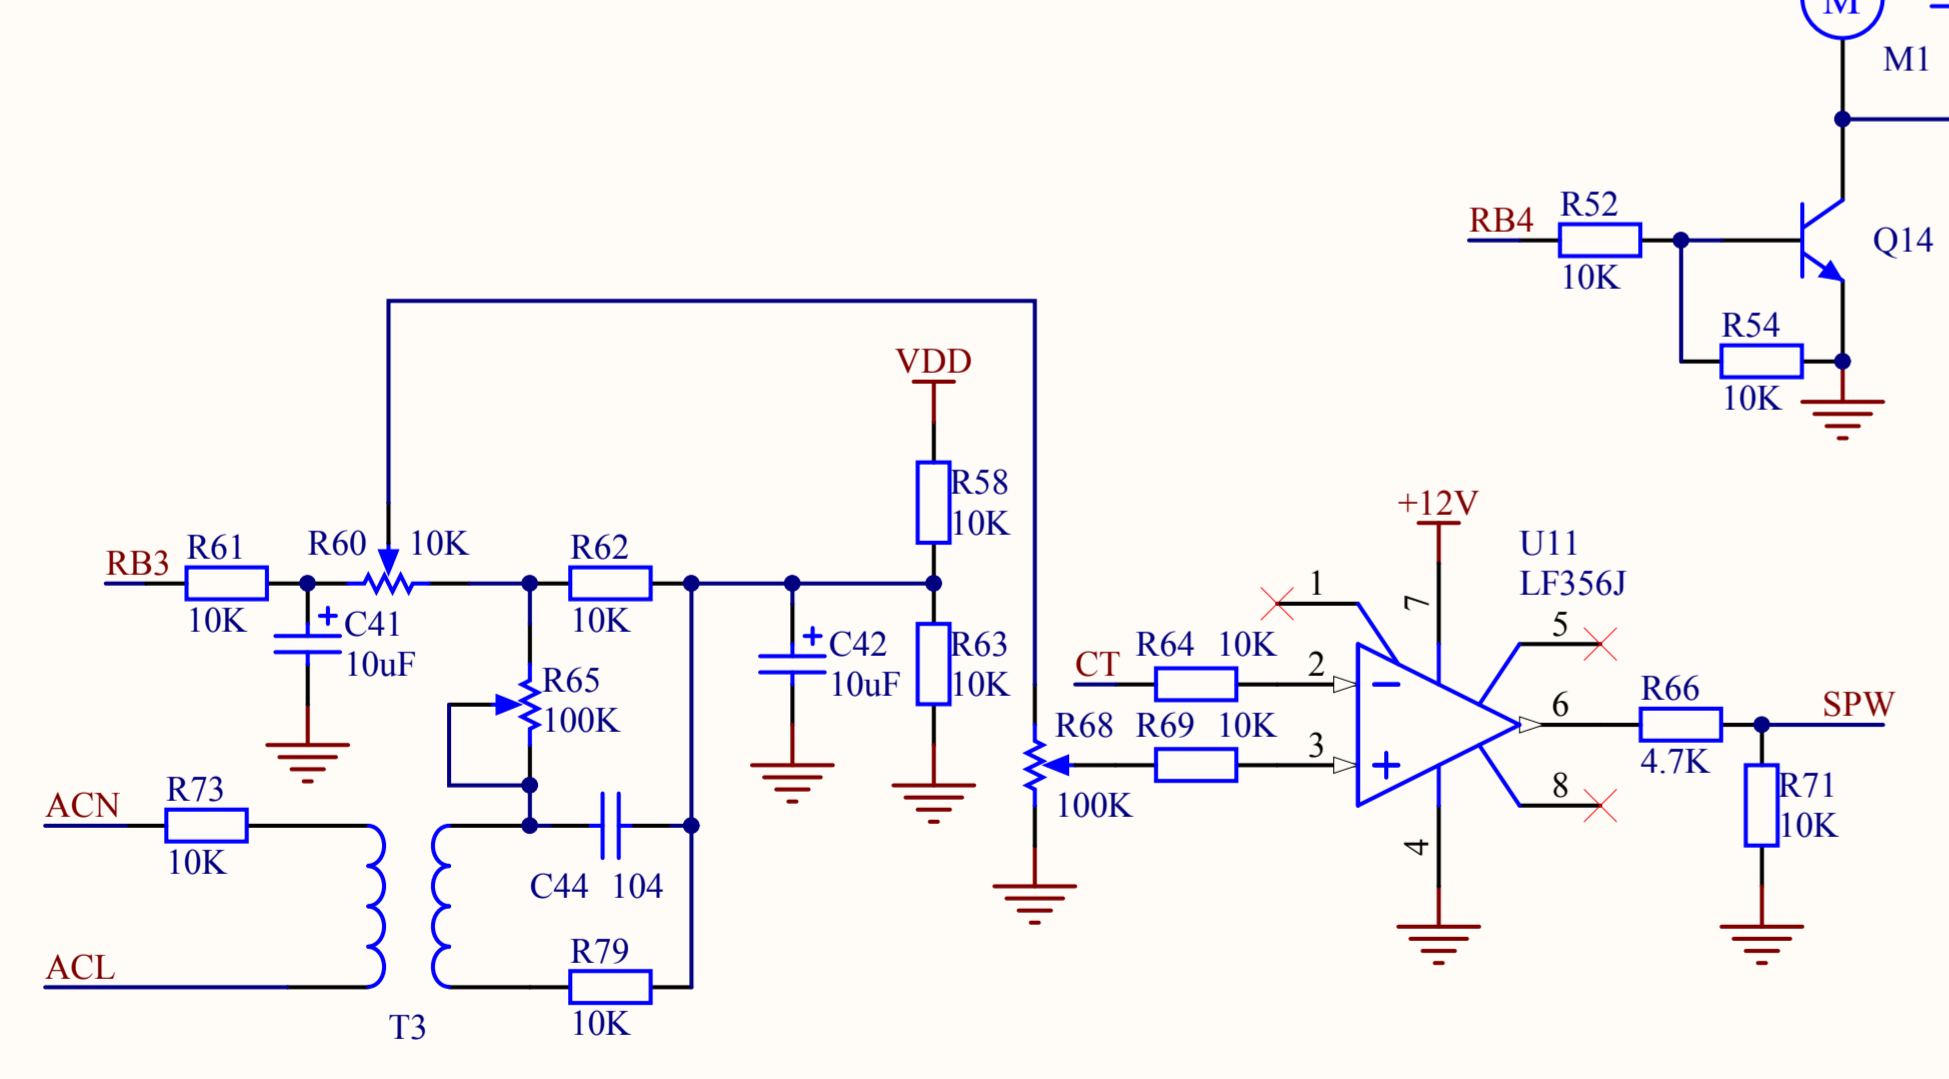 M
M1
RB4
R52
10K
Q14
R54
10K
VDD
R58
10K
RB3
R61
10K
R60
10K
R62
10K
C41
10uF
C42
10uF
R63
10K
R65
100K
+12V
U11
LF356J
1
7
5
CT
R64
10K
2
6
R66
4.7K
SPW
R68
100K
R69
10K
3
8
4
R71
10K
ACN
R73
10K
C44
104
ACL
R79
10K
T3